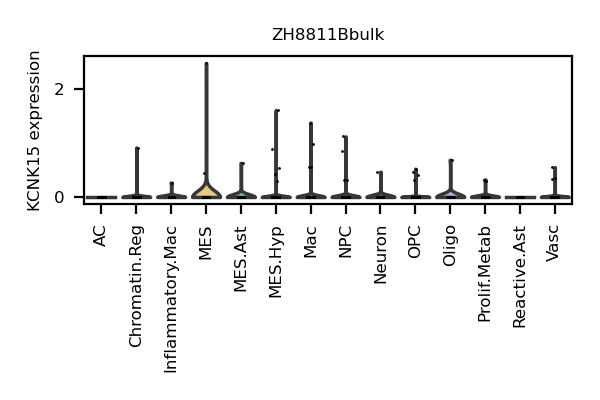 ZH8811Bbulk
KCNK15 expression
2
0
AC
Chromatin.Reg
Inflammatory.Mac
MES
MES.Ast
MES.Hyp
Mac
NPC
Neuron
OPC
Oligo
Prolif.Metab
Reactive.Ast
Vasc